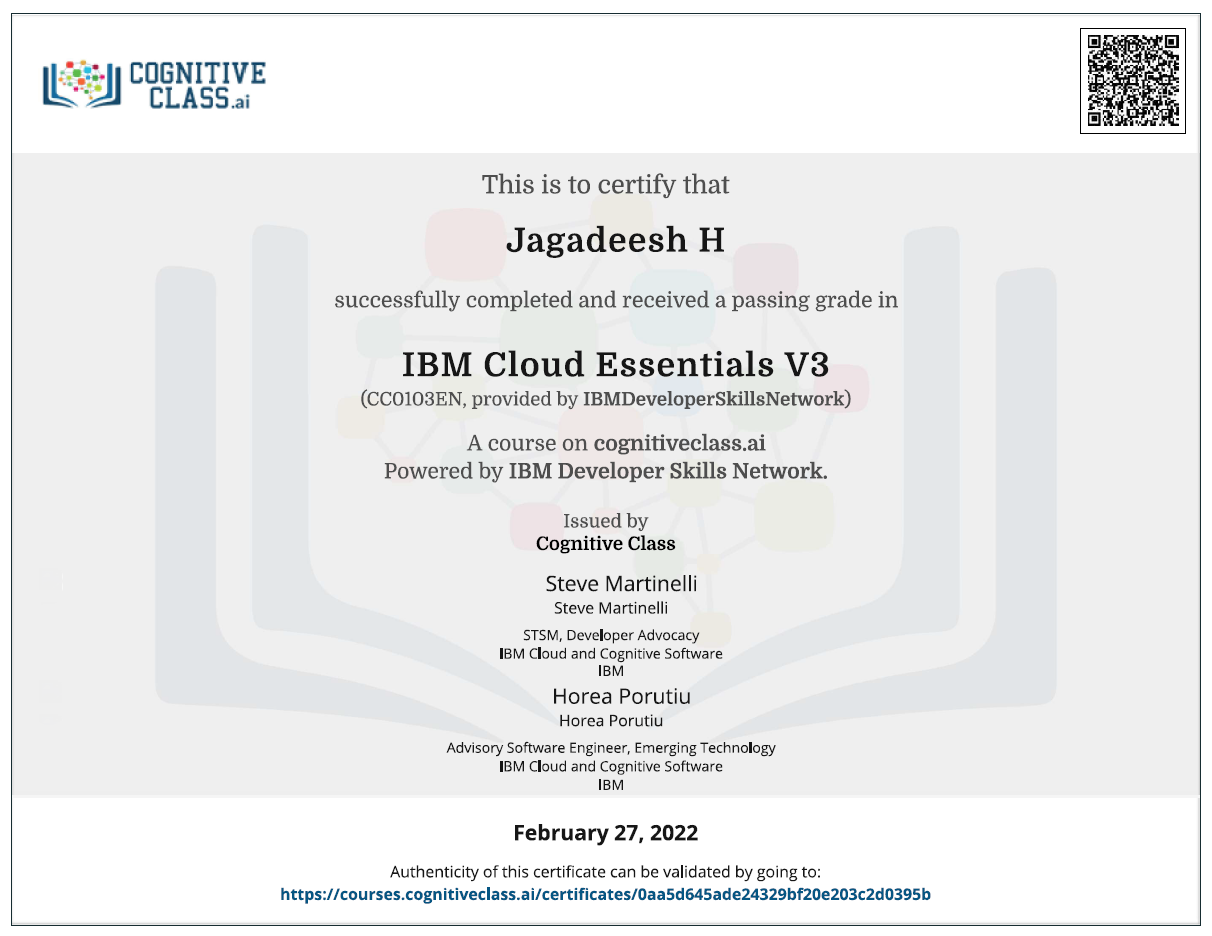 COGNITIVE
CLASS.ai
This is to certify that
Jagadeesh H
successfully completed and received a passing grade in
IBM Cloud Essentials V3
(CC0103EN, provided by IBMDeveloperSkillsNetwork)
A course on cognitiveclass.ai
Powered by IBM Developer Skills Network.
Issued by
Cognitive Class
Steve Martinelli
Steve Martinelli
STSM, Developer Advocacy
IBM Cloud and Cognitive Software
IBM
Horea Porutiu
Horea Porutiu
Advisory Software Engineer, Emerging Technology
IBM Cloud and Cognitive Software
IBM
February 27, 2022
Authenticity of this certificate can be validated by going to:
https://courses.cognitiveclass.ai/certificates/0aa5d645ade24329bf20e203c2d0395b